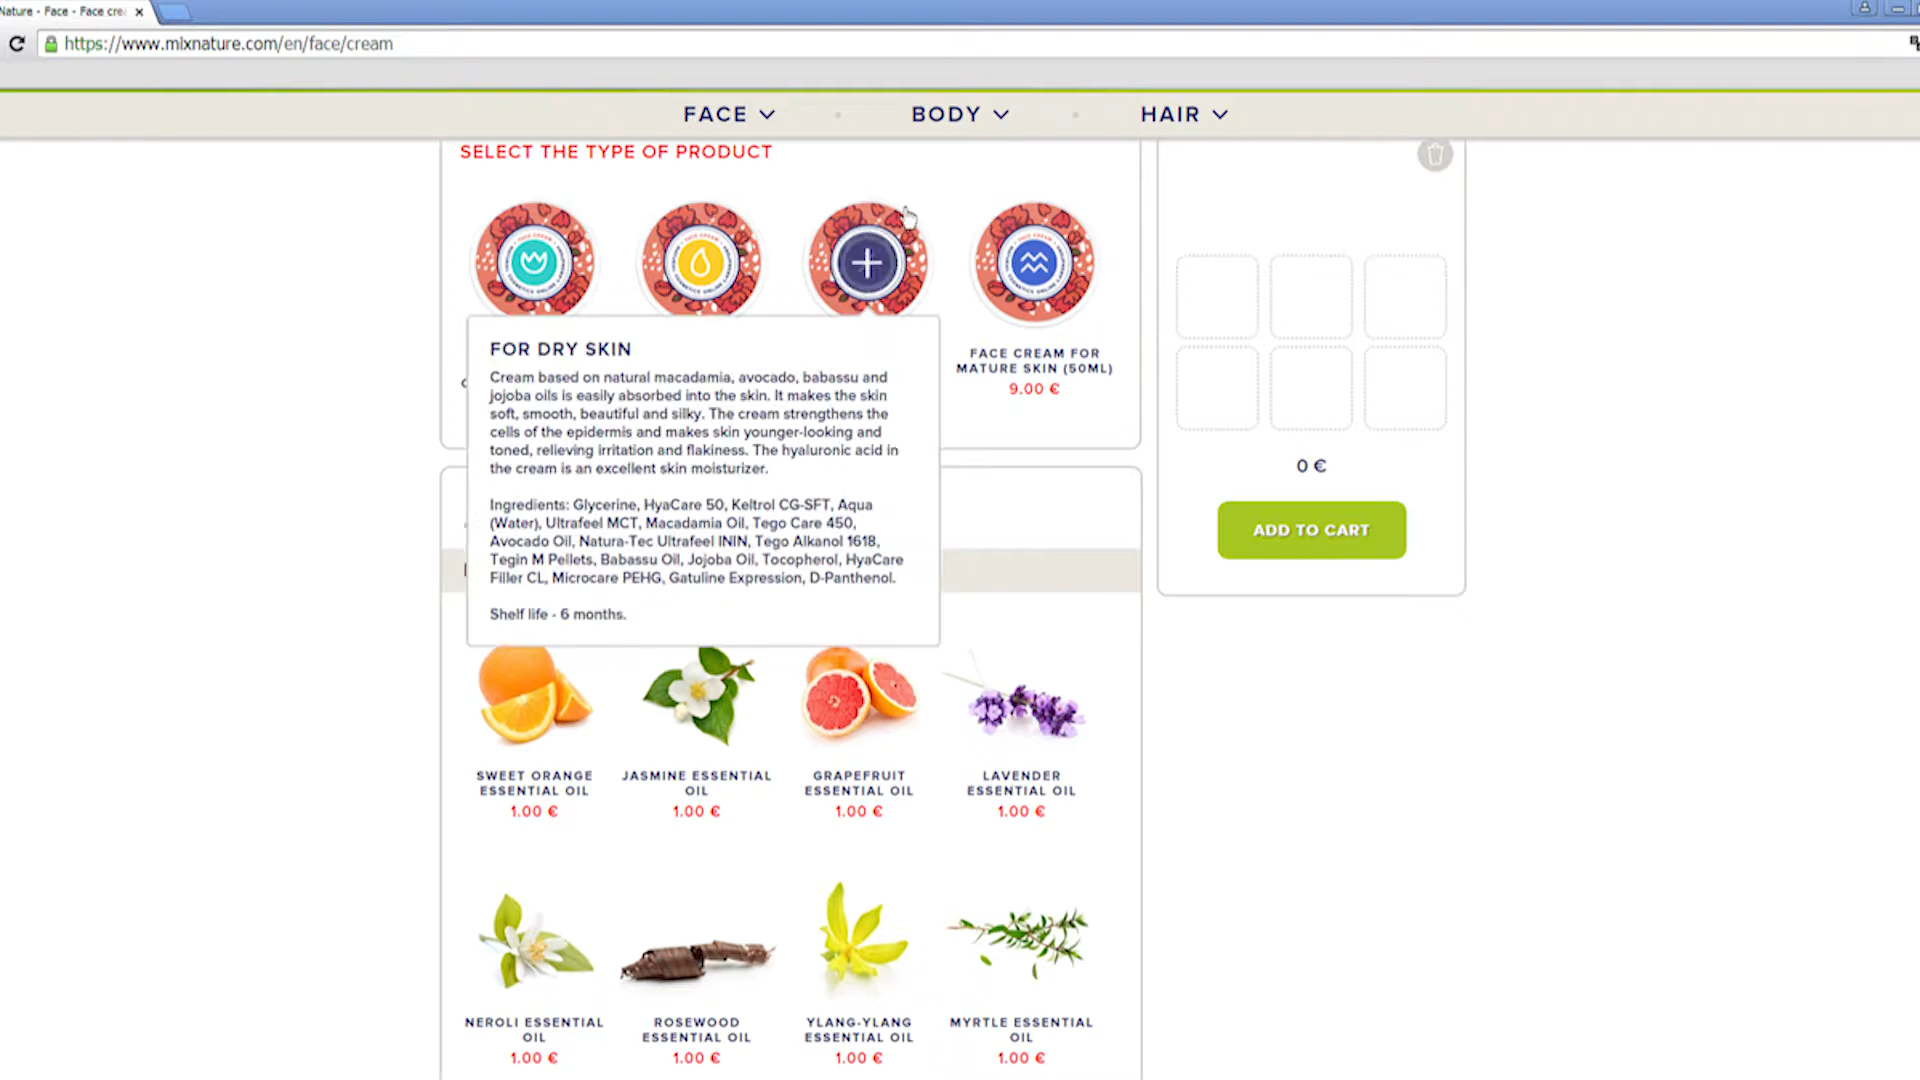 Nature - Face - Face crea
https://www.mixnature.com/en/face/cream
FACE
BODY
HAIR
SELECT THE TYPE OF PRODUCT
FACE CREAM FOR
MATURE SKIN (50ML)
9.00 €
FOR DRY SKIN
Cream based on natural macadamia, avocado, babassu and
jojoba oils is easily absorbed into the skin. It makes the skin
soft, smooth, beautiful and silky. The cream strengthens the
cells of the epidermis and makes skin younger-looking and
toned, relieving irritation and flakiness. The hyaluronic acid in
the cream is an excellent skin moisturizer.
Ingredients: Glycerine, HyaCare 50, Keltrol CG-SFT, Aqua
(Water), Ultrafeel MCT, Macadamia Oil, Tego Care 450,
Avocado Oil, Natura-Tec Ultrafeel ININ, Tego Alkanol 1618,
Tegin M Pellets, Babassu Oil, Jojoba Oil, Tocopherol, HyaCare
Filler CL, Microcare PEHG, Gatuline Expression, D-Panthenol.
Shelf life - 6 months.
0 €
ADD TO CART
SWEET ORANGE
ESSENTIAL OIL
1.00 €
JASMINE ESSENTIAL
OIL
1.00 €
GRAPEFRUIT
ESSENTIAL OIL
1.00 €
LAVENDER
ESSENTIAL OIL
1.00 €
NEROLI ESSENTIAL
OIL
1.00 €
ROSEWOOD
ESSENTIAL OIL
1.00 €
YLANG-YLANG
ESSENTIAL OIL
1.00 €
MYRTLE ESSENTIAL
OIL
1.00 €